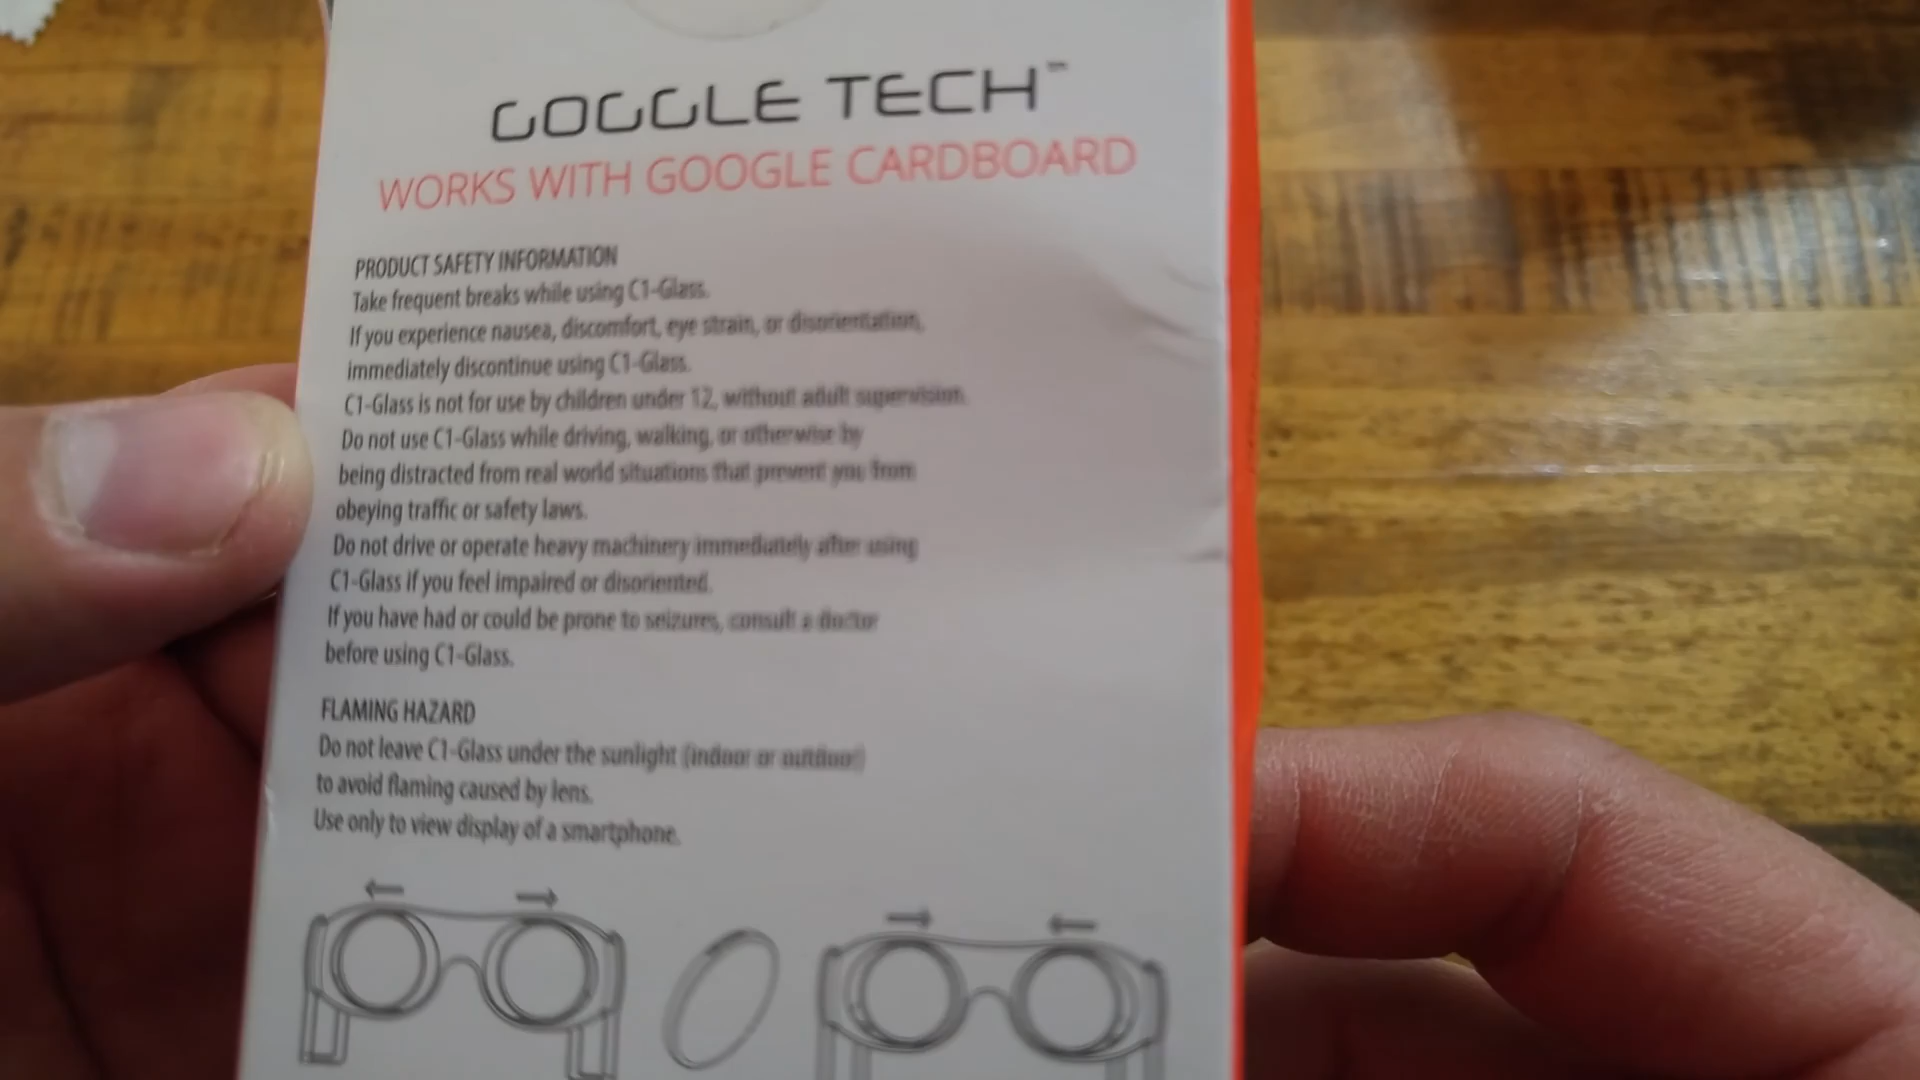 GOGGLE TECH™
WORKS WITH GOOGLE CARDBOARD
PRODUCT SAFETY INFORMATION
Take frequent breaks while using C1-Glass.
If you experience nausea, discomfort, eye strain, or disorientation,
immediately discontinue using C1-Glass.
C1-Glass is not for use by children under 12, without adult supervision.
Do not use C1-Glass while driving, walking, or otherwise by
being distracted from real world situations that prevent you from
obeying traffic or safety laws.
Do not drive or operate heavy machinery immediately after using
C1-Glass if you feel impaired or disoriented.
If you have had or could be prone to seizures, consult a doctor
before using C1-Glass.
FLAMING HAZARD
Do not leave C1-Glass under the sunlight (indoor or outdoor)
to avoid flaming caused by lens.
Use only to view display of a smartphone.